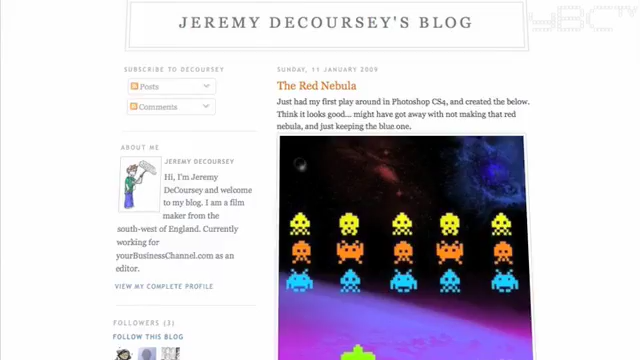 YBC TV
JEREMY DECOURSEY'S BLOG
SUBSCRIBE TO DECOURSEY
Posts
Comments
ABOUT ME
JEREMY DECOURSEY
Hi, I'm Jeremy
DeCoursey and welcome
to my blog. I am a film
maker from the
south-west of England. Currently
working for
yourBusinessChannel.com as an
editor.
VIEW MY COMPLETE PROFILE
FOLLOWERS (3)
FOLLOW THIS BLOG
SUNDAY, 11 JANUARY 2009
The Red Nebula
Just had my first play around in Photoshop CS4, and created the below.
Think it looks good... might have got away with not making that red
nebula, and just keeping the blue one.